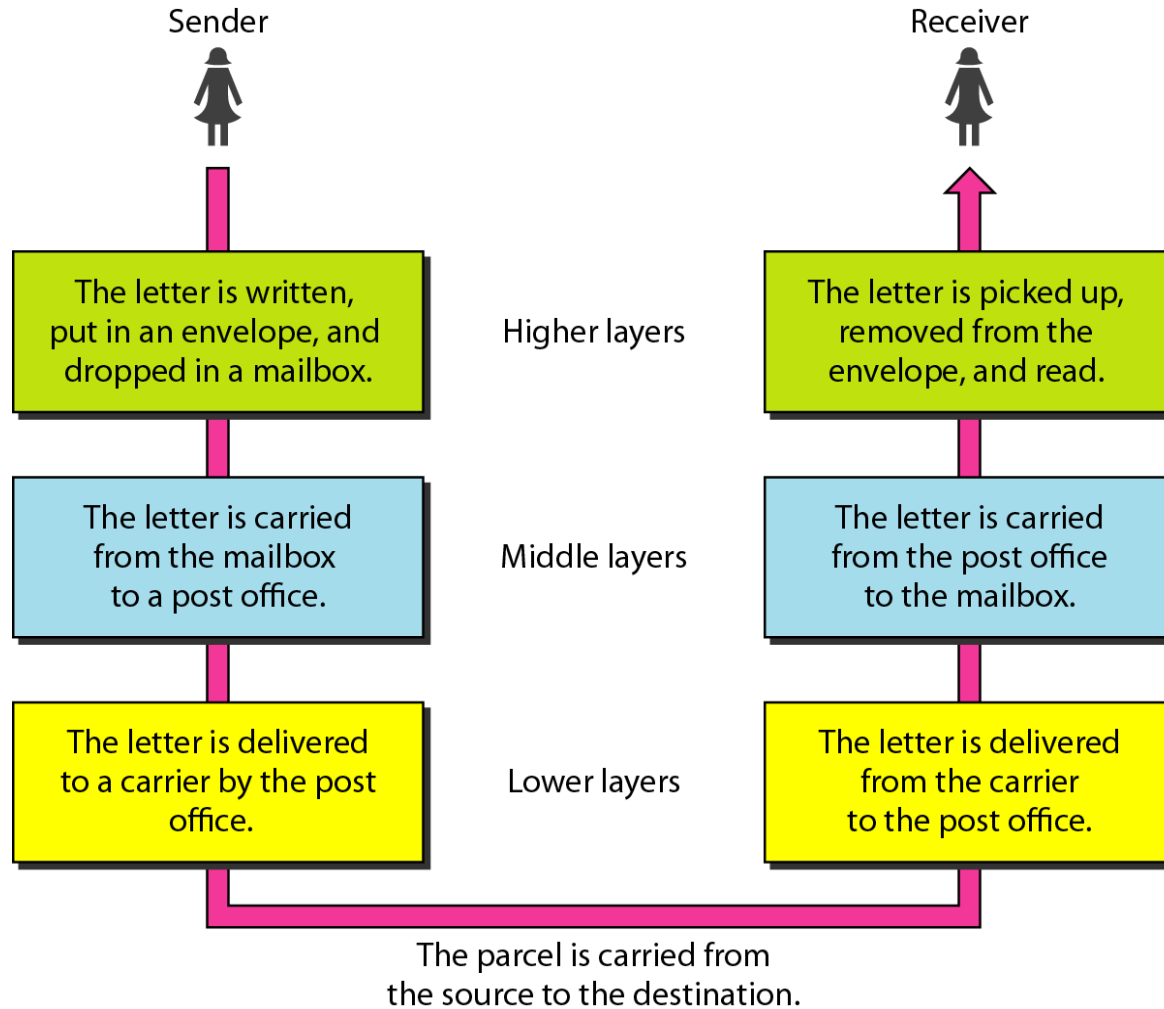 Sender
Receiver
The letter is written,
put in an envelope, and
dropped in a mailbox.
Higher layers
The letter is picked up,
removed from the
envelope, and read.
The letter is carried
from the mailbox
to a post office.
Middle layers
The letter is carried
from the post office
to the mailbox.
The letter is delivered
to a carrier by the post
office.
Lower layers
The letter is delivered
from the carrier
to the post office.
The parcel is carried from
the source to the destination.